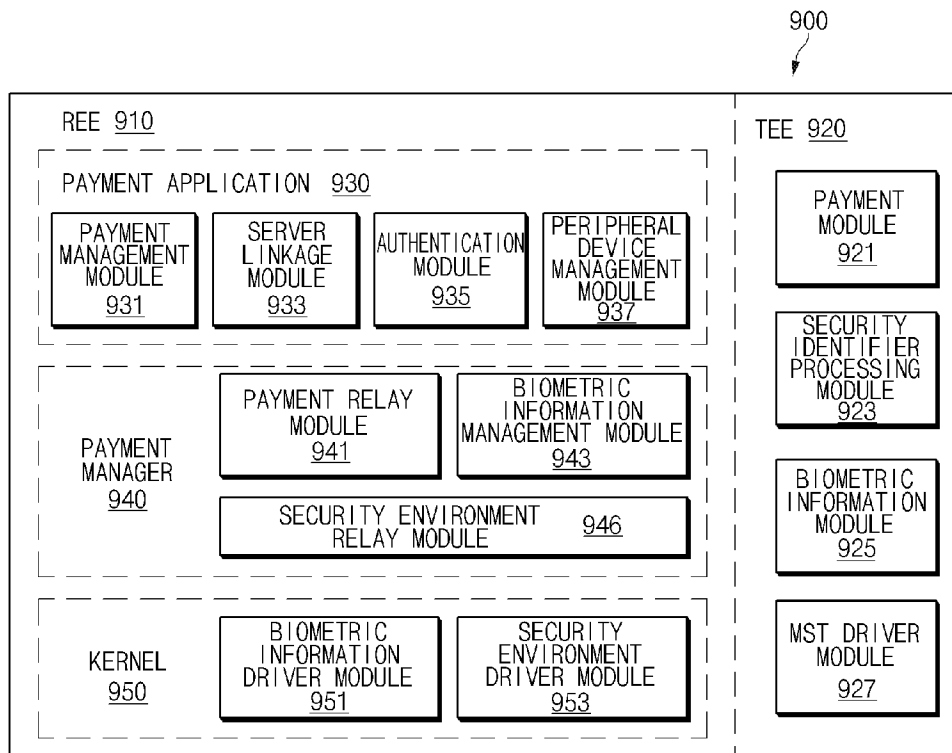 900
REE 910
TEE 920
PAYMENT APPLICATION 930
PAYMENT
MANAGEMENT
MODULE
931
SERVER
LINKAGE
MODULE
933
AUTHENTICATION
MODULE
935
PERIPHERAL
DEVICE
MANAGEMENT
MODULE
937
PAYMENT
MANAGER
940
PAYMENT RELAY
MODULE
941
BIOMETRIC
INFORMATION
MANAGEMENT MODULE
943
SECURITY ENVIRONMENT
RELAY MODULE
946
KERNEL
950
BIOMETRIC
INFORMATION
DRIVER MODULE
951
SECURITY
ENVIRONMENT
DRIVER MODULE
953
PAYMENT
MODULE
921
SECURITY
IDENTIFIER
PROCESSING
MODULE
923
BIOMETRIC
INFORMATION
MODULE
925
MST DRIVER
MODULE
927